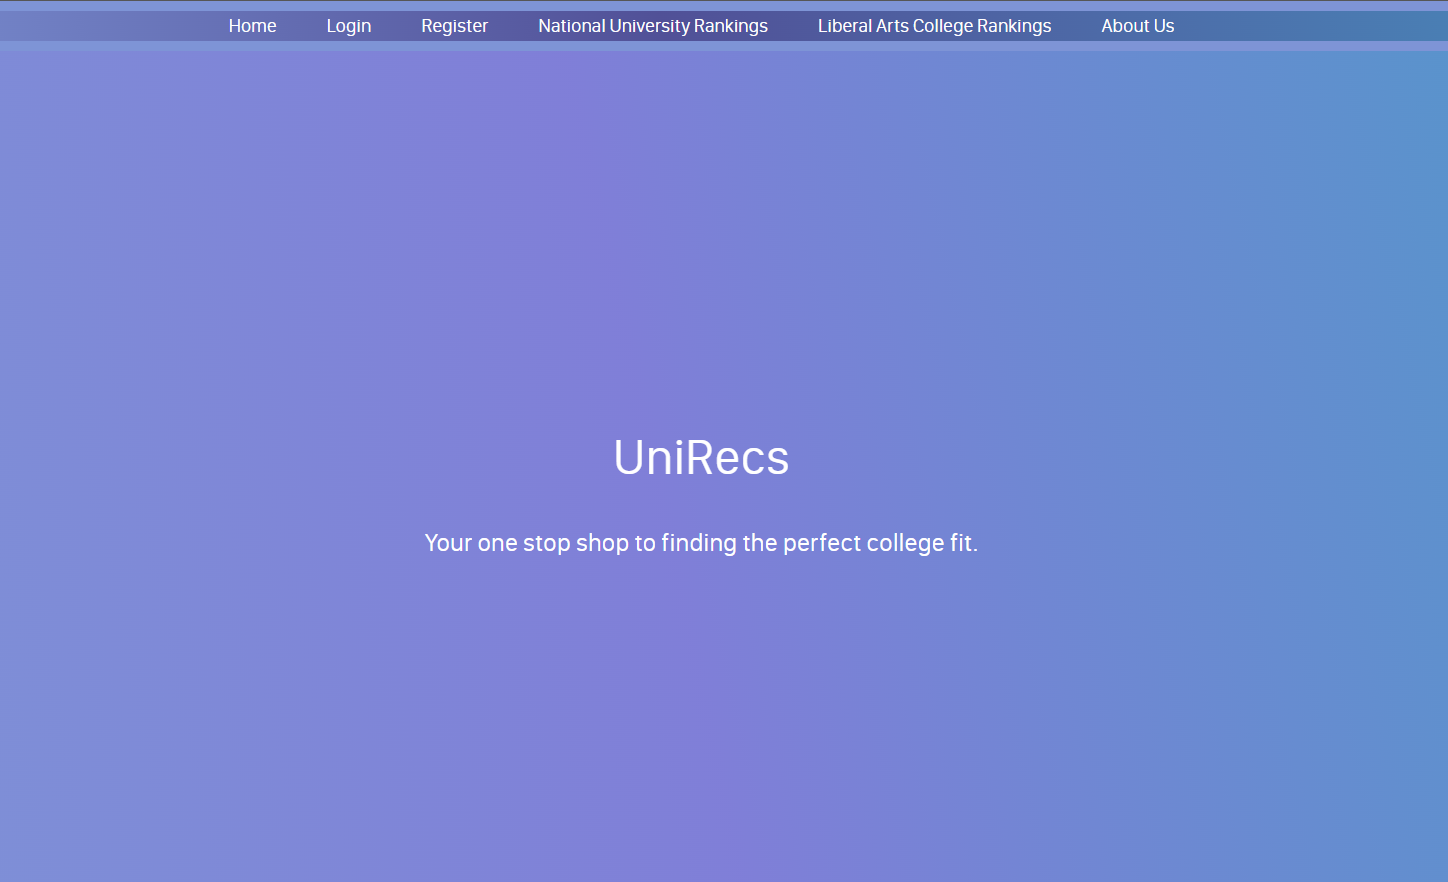 Home Login Register National University Rankings Liberal Arts College Rankings About Us
UniRecs
Your one stop shop to finding the perfect college fit.